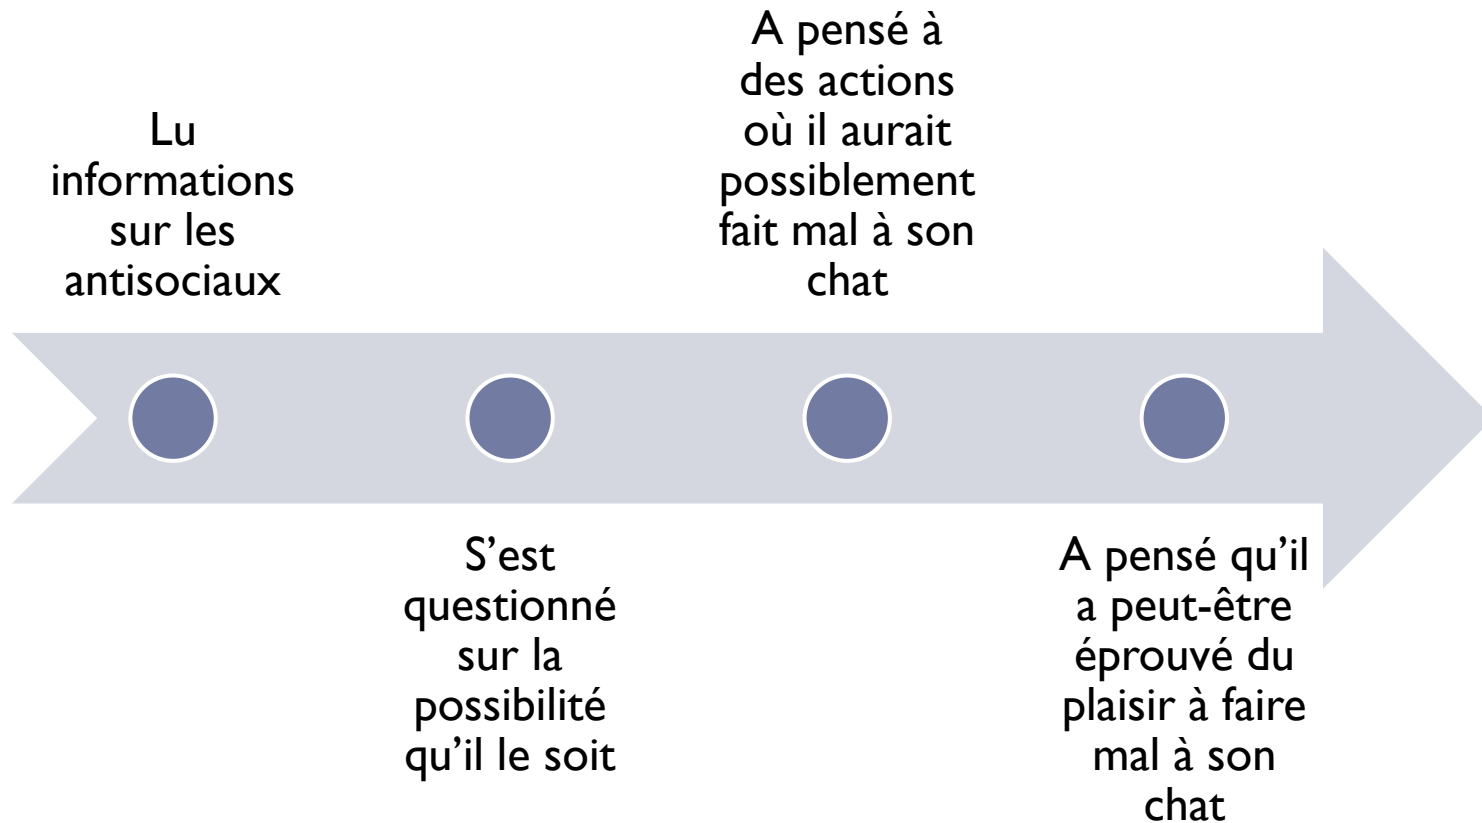 Lu
informations
sur les
antisociaux
S’est
questionné
sur la
possibilité
qu’il le soit
A pensé à
des actions
où il aurait
possiblement
fait mal à son
chat
A pensé qu’il
a peut-être
éprouvé du
plaisir à faire
mal à son
chat